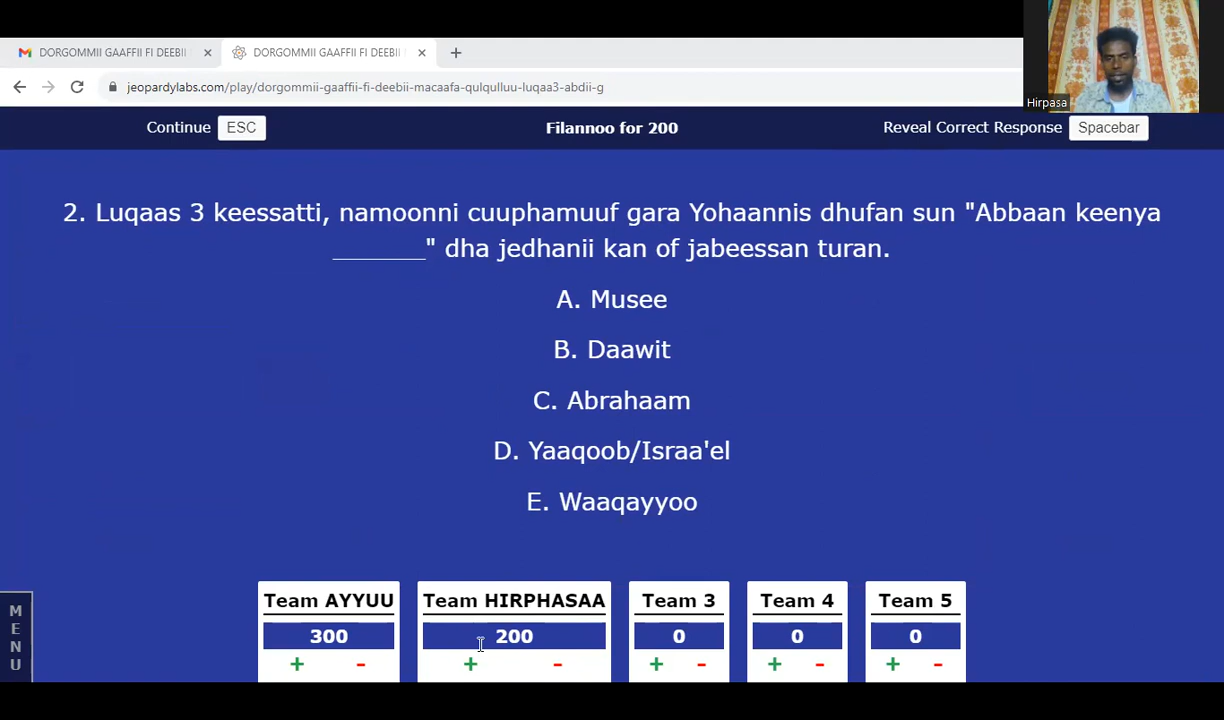 DORGOMMII GAAFFII FI DEEBII
DORGOMMII GAAFFII FI DEEBII
jeopardylabs.com/play/dorgommii-gaaffii-fi-deebii-macaafa-qulqulluu-luqaa3-abdii-g
Hirpasa
Continue ESC
Filannoo for 200
Reveal Correct Response Spacebar
2. Luqaas 3 keessatti, namoonni cuuphamuuf gara Yohaannis dhufan sun "Abbaan keenya
_______" dha jedhanii kan of jabeessan turan.
A. Musee
B. Daawit
C. Abrahaam
D. Yaaqoob/Israa'el
E. Waaqayyoo
MENU
Team AYYUU Team HIRPHASAA Team 3 Team 4 Team 5
300 200 0 0 0
+ - + - + - + - + -